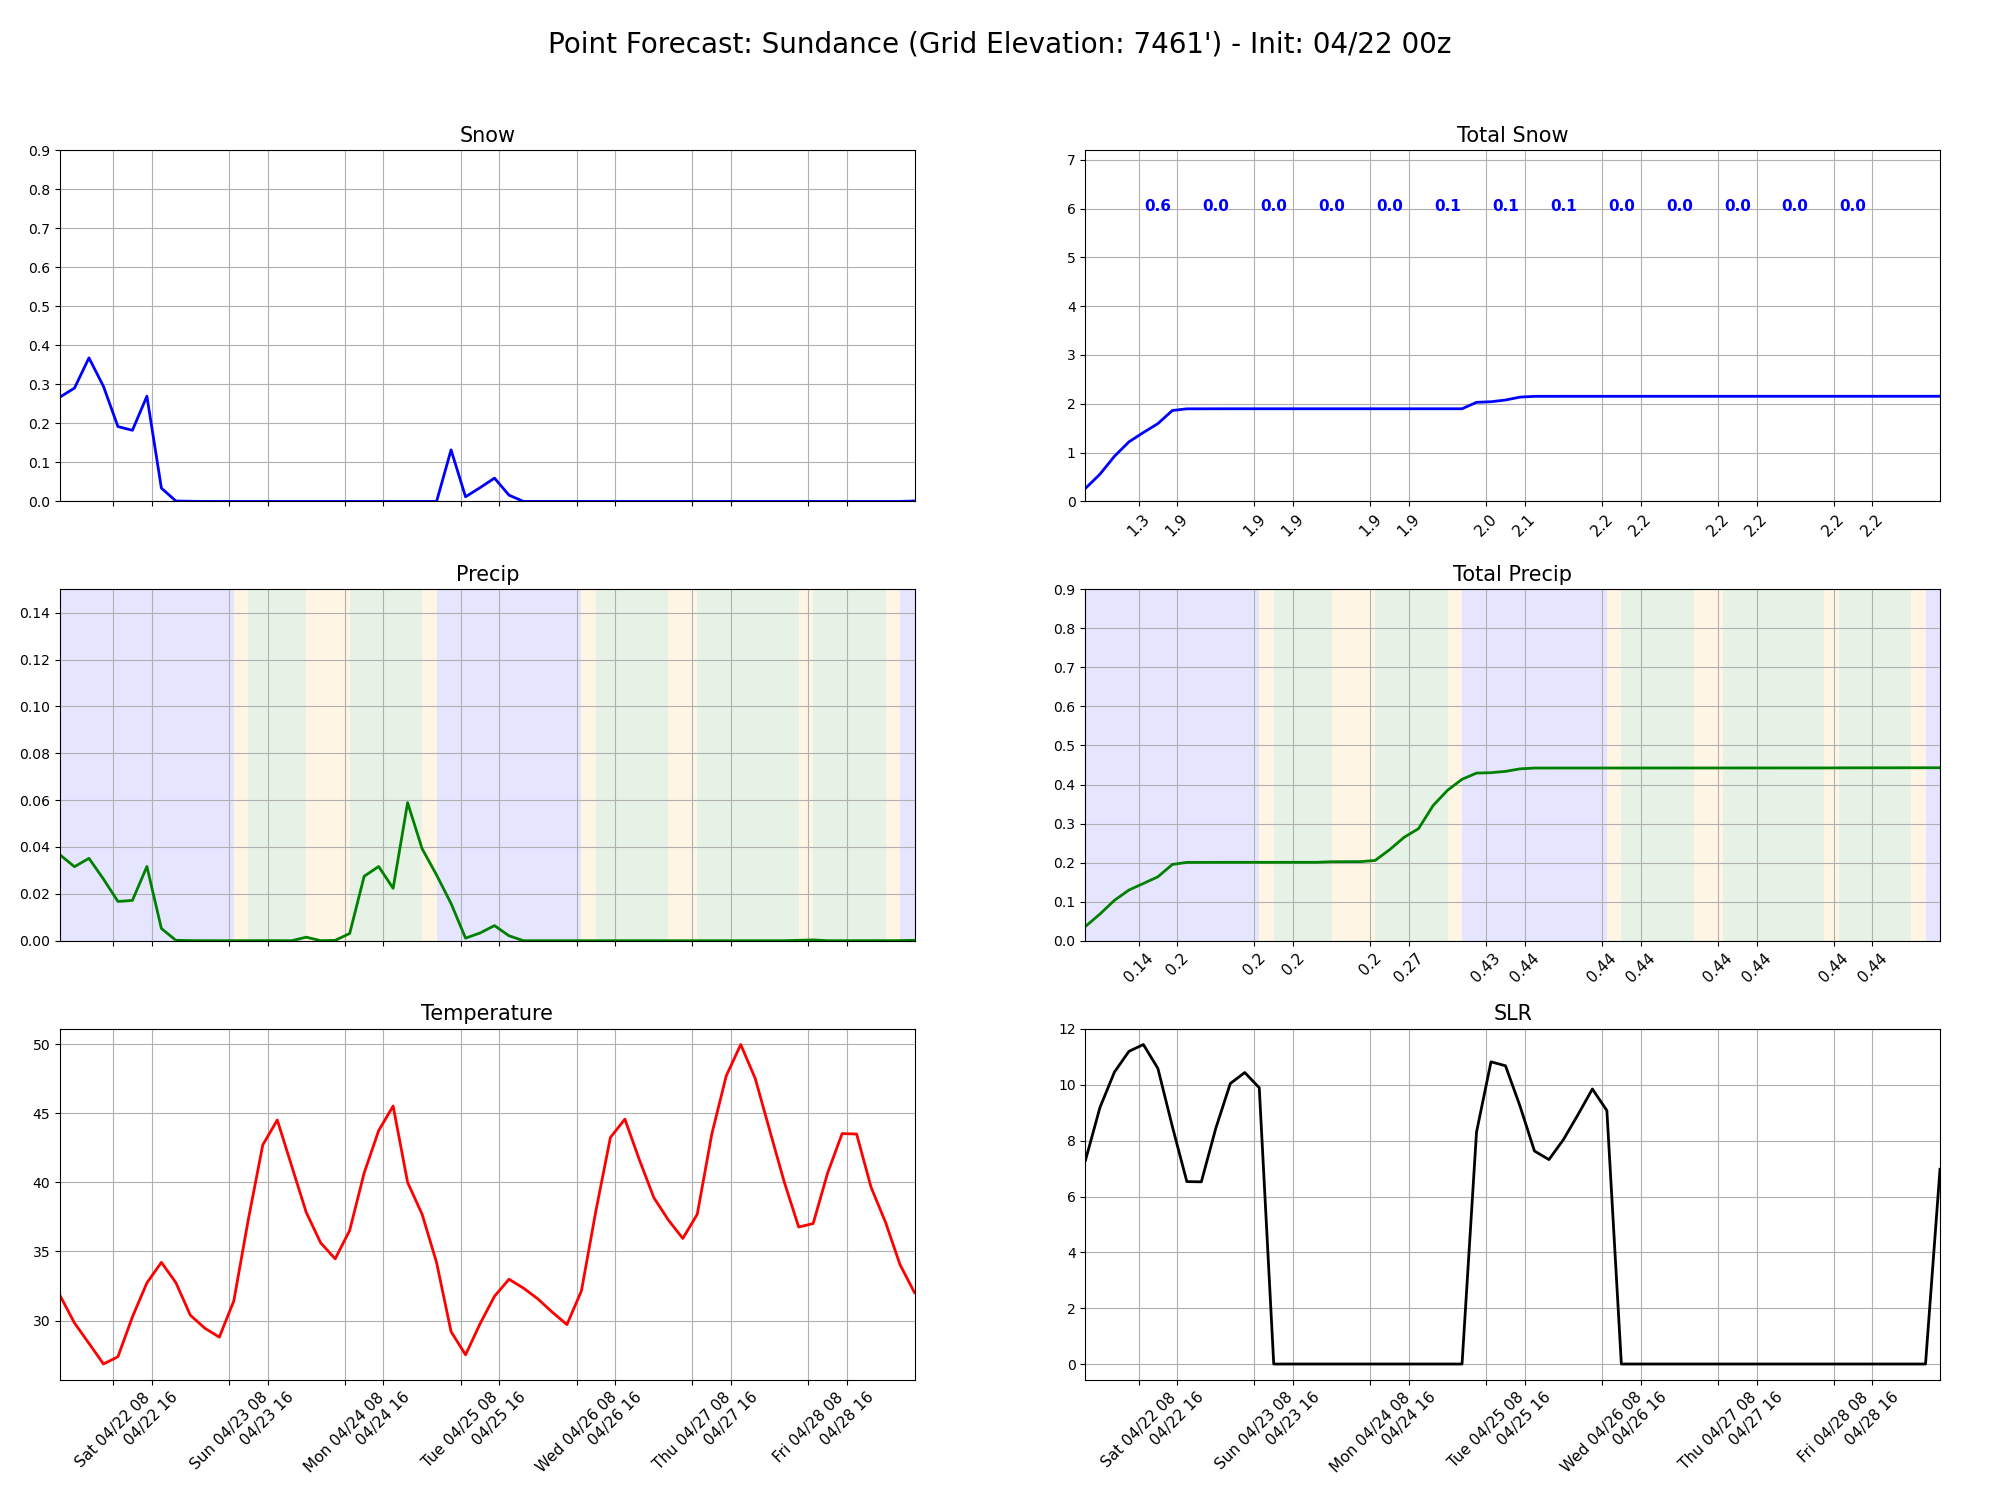 Point Forecast: Sundance (Grid Elevation: 7461') - Init: 04/22 00z
Snow
0.9
0.8
0.7
0.6
0.5
0.4
0.3
0.2
0.1
0.0
Total Snow
7
6
5
4
3
2
1
0
0.6 0.0 0.0 0.0 0.0 0.1 0.1 0.1 0.0 0.0 0.0 0.0 0.0
1.3 1.9 1.9 1.9 1.9 1.9 2.0 2.1 2.2 2.2 2.2 2.2 2.2 2.2
Precip
0.14
0.12
0.10
0.08
0.06
0.04
0.02
0.00
Total Precip
0.9
0.8
0.7
0.6
0.5
0.4
0.3
0.2
0.1
0.0
0.14 0.2 0.2 0.2 0.2 0.27 0.43 0.44 0.44 0.44 0.44 0.44 0.44 0.44
Temperature
50
45
40
35
30
Sat 04/22 08
04/22 16
Sun 04/23 08
04/23 16
Mon 04/24 08
04/24 16
Tue 04/25 08
04/25 16
Wed 04/26 08
04/26 16
Thu 04/27 08
04/27 16
Fri 04/28 08
04/28 16
SLR
12
10
8
6
4
2
0
Sat 04/22 08
04/22 16
Sun 04/23 08
04/23 16
Mon 04/24 08
04/24 16
Tue 04/25 08
04/25 16
Wed 04/26 08
04/26 16
Thu 04/27 08
04/27 16
Fri 04/28 08
04/28 16